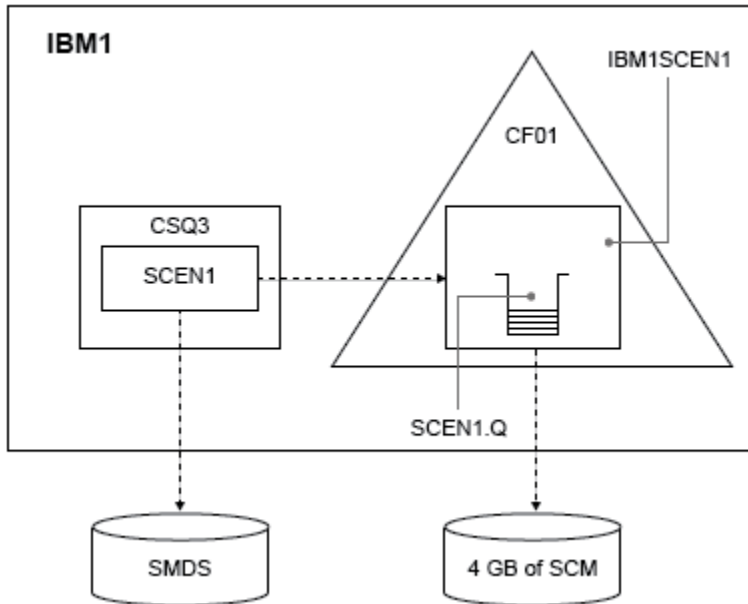 IBM1
IBM1SCEN1
CF01
CSQ3
SCEN1
SCEN1.Q
SMDS
4 GB of SCM